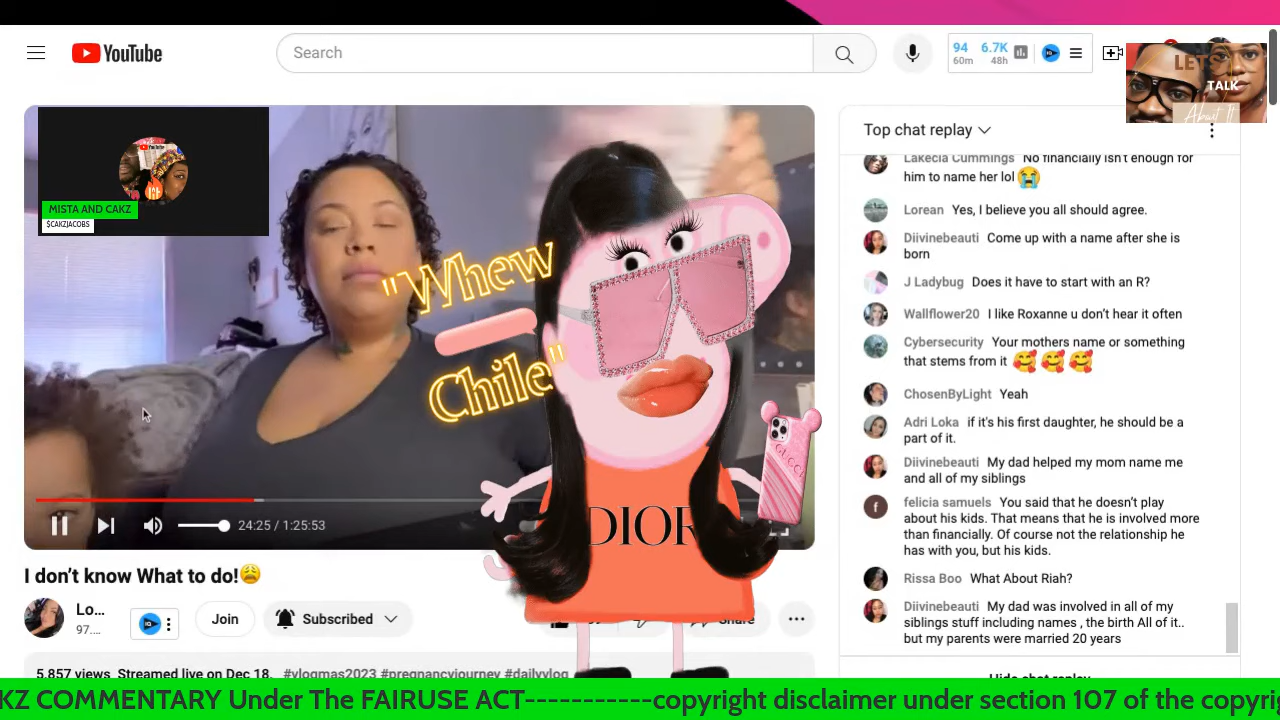 YouTube
Search
94 6.7K
60m 48h
LETS
TALK
About It
MISTA AND CAKZ
$CAKZJACOBS
"Whew
Chile"
DIOR
GUCCI
24:25 / 1:25:53
I don't know What to do!😩
Lo...
97....
Join
Subscribed
Share
5,857 views Streamed live on Dec 18, #vlogmas2023 #pregnancyjourney #dailyvlog
Top chat replay
Lakecia Cummings No financially isn't enough for
him to name her lol😭
Lorean Yes, I believe you all should agree.
Diivinebeauti Come up with a name after she is
born
J Ladybug Does it have to start with an R?
Wallflower20 I like Roxanne u don't hear it often
Cybersecurity Your mothers name or something
that stems from it 🥰🥰🥰
ChosenByLight Yeah
Adri Loka if it's his first daughter, he should be a
part of it.
Diivinebeauti My dad helped my mom name me
and all of my siblings
f
felicia samuels You said that he doesn't play
about his kids. That means that he is involved more
than financially. Of course not the relationship he
has with you, but his kids.
Rissa Boo What About Riah?
Diivinebeauti My dad was involved in all of my
siblings stuff including names , the birth All of it..
but my parents were married 20 years
Hide chat replay
KZ COMMENTARY Under The FAIRUSE ACT-----------copyright disclaimer under section 107 of the copyrig